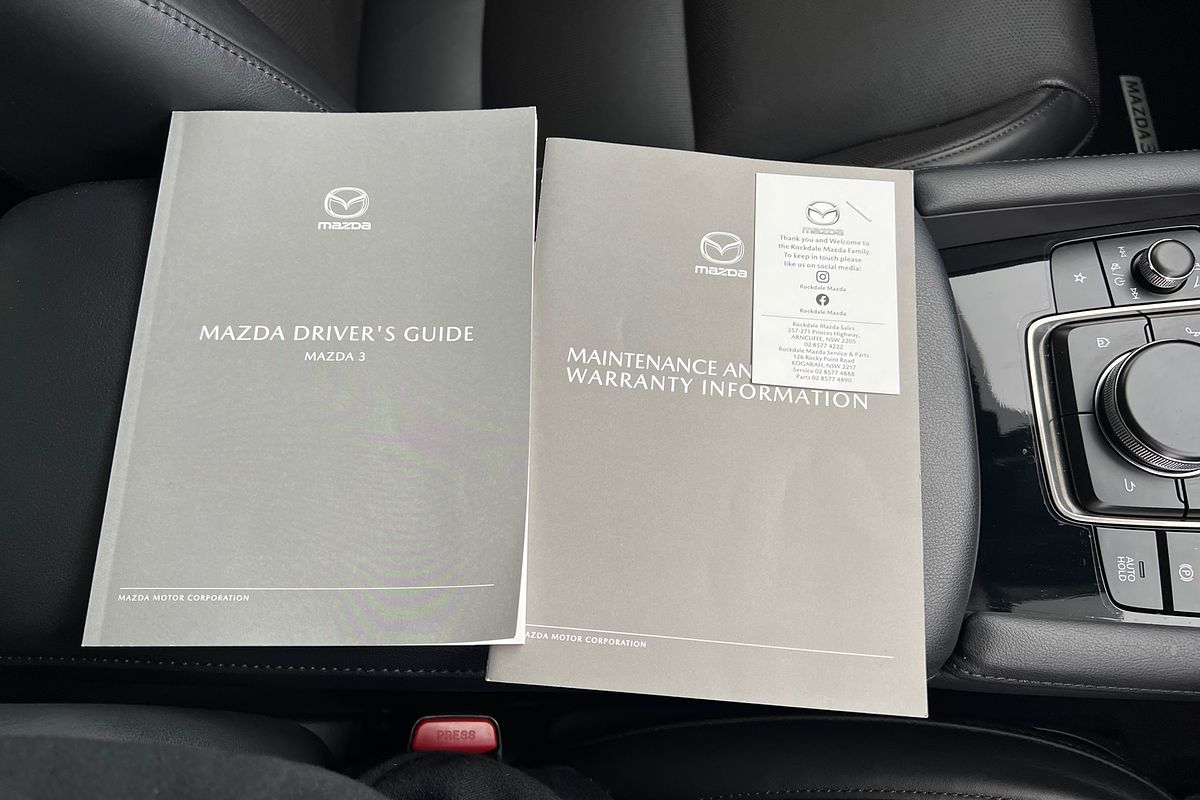 mazda
MAZDA DRIVER'S GUIDE
MAZDA 3
MAZDA MOTOR CORPORATION
mazda
MAINTENANCE AN
WARRANTY INFORMATION
AZDA MOTOR CORPORATION
mazda
Thank you and Welcome to
the Rockdale Mazda Family.
To keep in touch please
like us on social media:
Rockdale Mazda
Rockdale Mazda
Rockdale Mazda Sales
257-271 Princes Highway,
ARNCLIFFE, NSW 2205
02 8577 4222
Rockdale Mazda Service & Parts
126 Rocky Point Road
KOGARAH, NSW 2217
Service 02 8577 4888
Parts 02 8577 4890
MAZDA3
AUTO
HOLD
PRESS